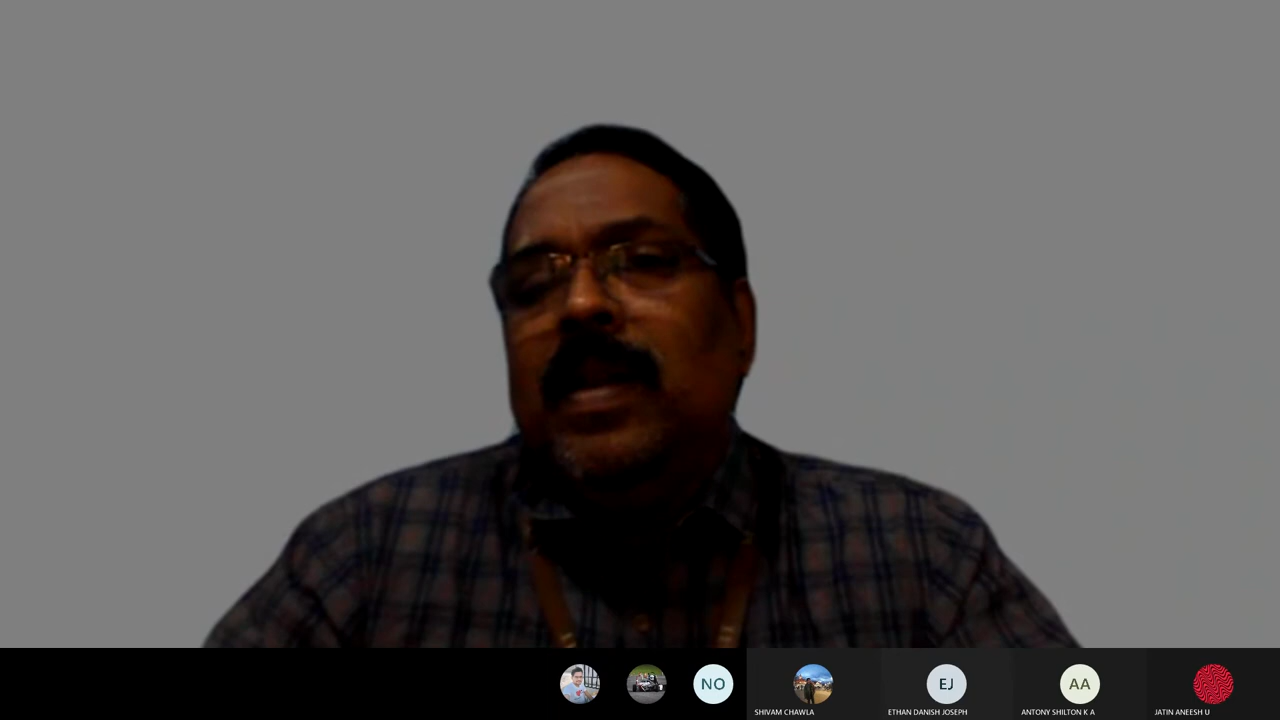 NO
EJ
AA
SHIVAM CHAWLA
ETHAN DANISH JOSEPH
ANTONY SHILTON K A
JATIN ANEESH U